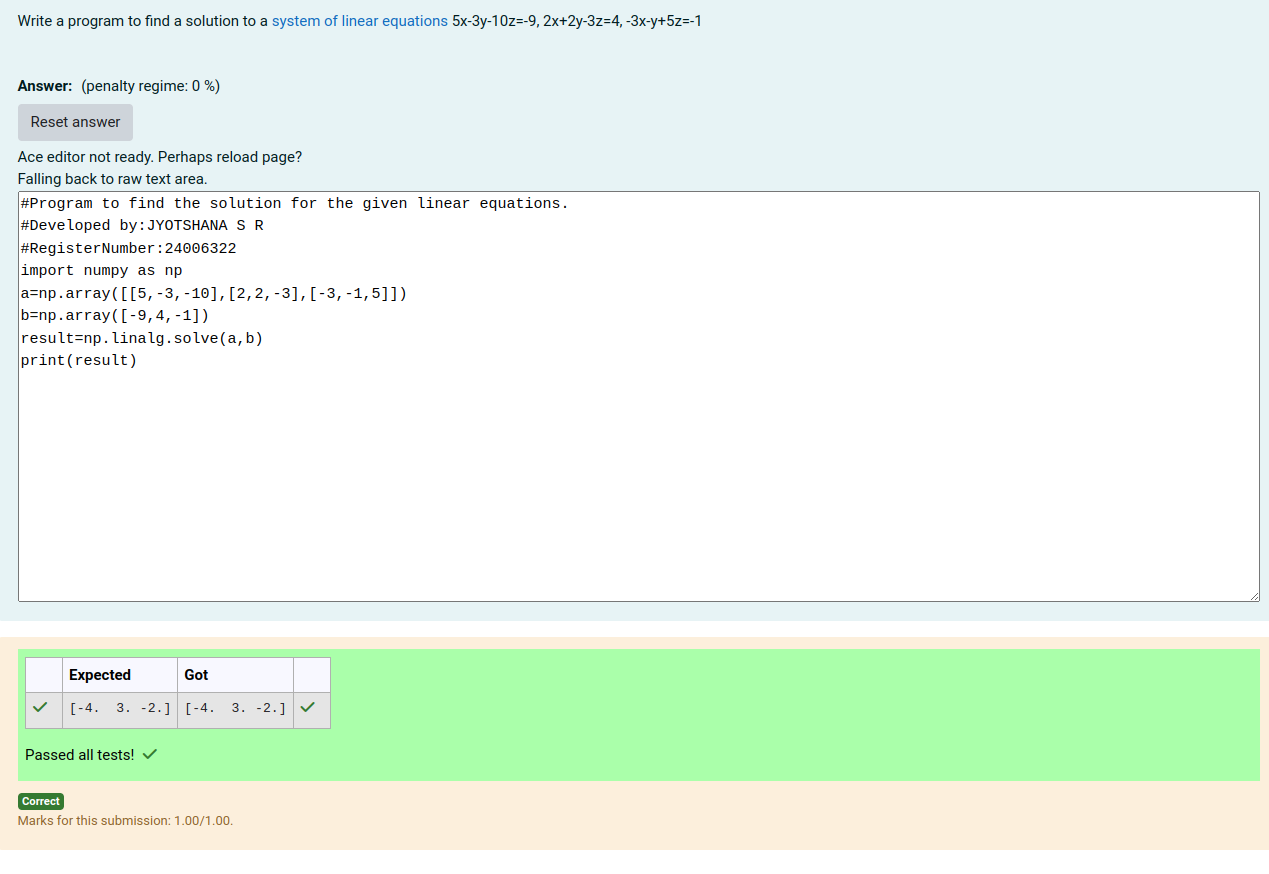 Write a program to find a solution to a system of linear equations 5x-3y-10z=-9, 2x+2y-3z=4, -3x-y+5z=-1
Answer: (penalty regime: 0 %)
Reset answer
Ace editor not ready. Perhaps reload page?
Falling back to raw text area.
#Program to find the solution for the given linear equations.
#Developed by:JYOTSHANA S R
#RegisterNumber:24006322
import numpy as np
a=np.array([[5,-3,-10],[2,2,-3],[-3,-1,5]])
b=np.array([-9,4,-1])
result=np.linalg.solve(a,b)
print(result)
Expected Got
[-4.  3. -2.] [-4.  3. -2.]
Passed all tests!
Correct
Marks for this submission: 1.00/1.00.